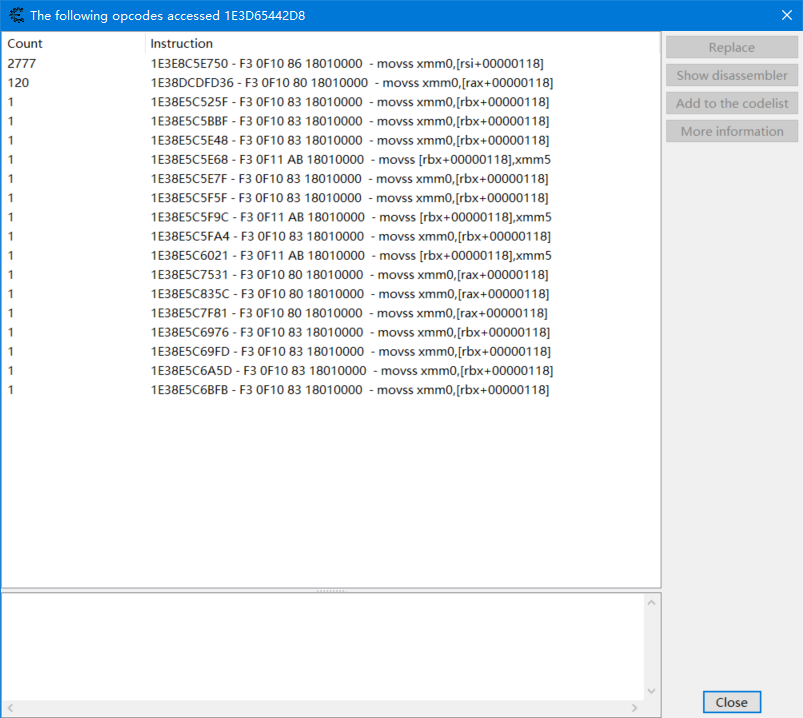 The following opcodes accessed 1E3D65442D8
Count Instruction
2777 1E3E8C5E750 - F3 0F10 86 18010000 - movss xmm0,[rsi+00000118]
120 1E38DCDFD36 - F3 0F10 80 18010000 - movss xmm0,[rax+00000118]
1 1E38E5C525F - F3 0F10 83 18010000 - movss xmm0,[rbx+00000118]
1 1E38E5C5BBF - F3 0F10 83 18010000 - movss xmm0,[rbx+00000118]
1 1E38E5C5E48 - F3 0F10 83 18010000 - movss xmm0,[rbx+00000118]
1 1E38E5C5E68 - F3 0F11 AB 18010000 - movss [rbx+00000118],xmm5
1 1E38E5C5E7F - F3 0F10 83 18010000 - movss xmm0,[rbx+00000118]
1 1E38E5C5F5F - F3 0F10 83 18010000 - movss xmm0,[rbx+00000118]
1 1E38E5C5F9C - F3 0F11 AB 18010000 - movss [rbx+00000118],xmm5
1 1E38E5C5FA4 - F3 0F10 83 18010000 - movss xmm0,[rbx+00000118]
1 1E38E5C6021 - F3 0F11 AB 18010000 - movss [rbx+00000118],xmm5
1 1E38E5C7531 - F3 0F10 80 18010000 - movss xmm0,[rax+00000118]
1 1E38E5C835C - F3 0F10 80 18010000 - movss xmm0,[rax+00000118]
1 1E38E5C7F81 - F3 0F10 80 18010000 - movss xmm0,[rax+00000118]
1 1E38E5C6976 - F3 0F10 83 18010000 - movss xmm0,[rbx+00000118]
1 1E38E5C69FD - F3 0F10 83 18010000 - movss xmm0,[rbx+00000118]
1 1E38E5C6A5D - F3 0F10 83 18010000 - movss xmm0,[rbx+00000118]
1 1E38E5C6BFB - F3 0F10 83 18010000 - movss xmm0,[rbx+00000118]
Replace
Show disassembler
Add to the codelist
More information
Close